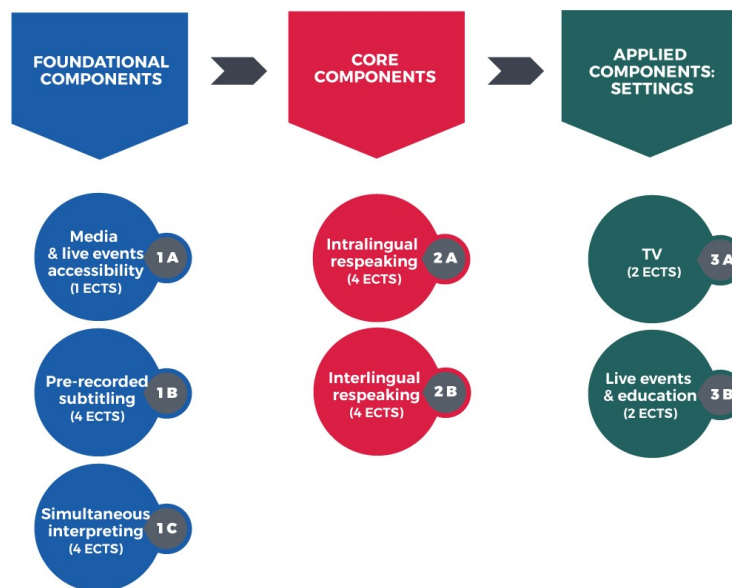 FOUNDATIONAL
COMPONENTS
CORE
COMPONENTS
APPLIED
COMPONENTS:
SETTINGS
Media
& live events
accessibility
(1 ECTS)
1 A
Pre-recorded
subtitling
(4 ECTS)
1 B
Simultaneous
interpreting
(4 ECTS)
1 C
Intralingual
respeaking
(4 ECTS)
2 A
Interlingual
respeaking
(4 ECTS)
2 B
TV
(2 ECTS)
3 A
Live events
& education
(2 ECTS)
3 B